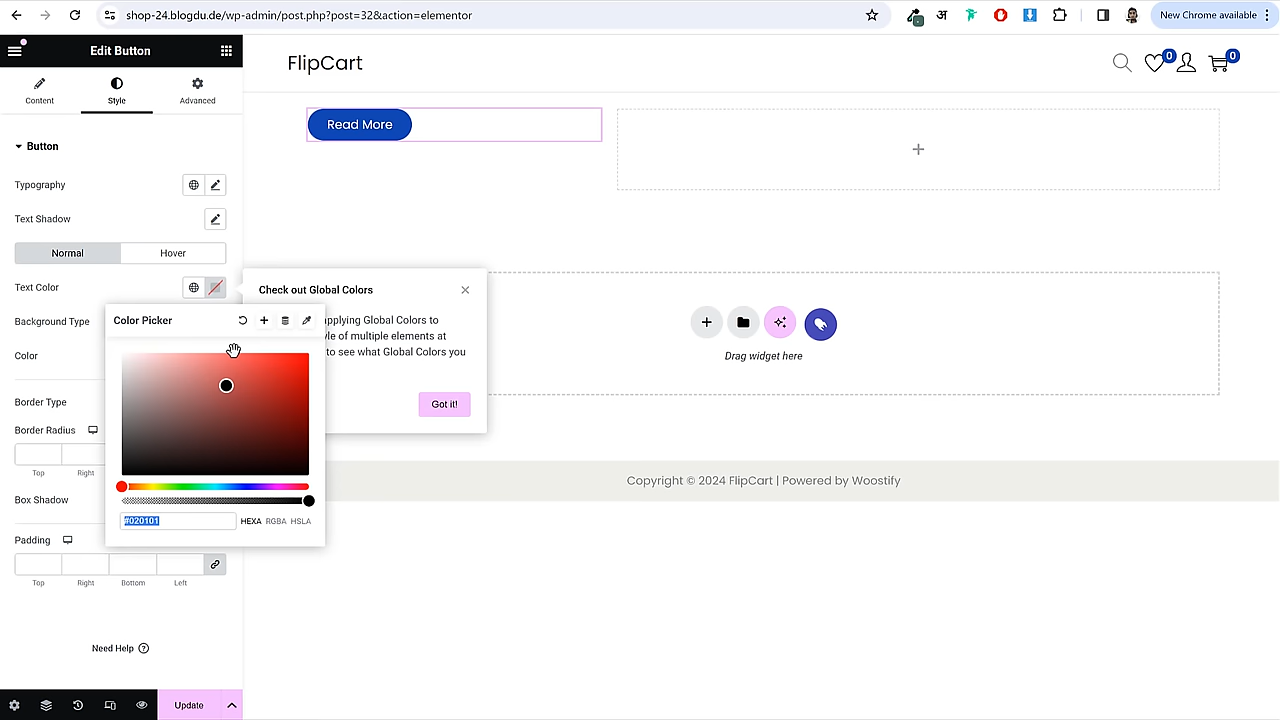 shop-24.blogdu.de/wp-admin/post.php?post=32&action=elementor
अ
New Chrome available
Edit Button
FlipCart
0
0
Content
Style
Advanced
Read More
Button
Typography
Text Shadow
Normal
Hover
Text Color
Check out Global Colors
Background Type
Color Picker
applying Global Colors to
yle of multiple elements at
to see what Global Colors you
Color
Drag widget here
Border Type
Got it!
Border Radius
Top
Right
Copyright © 2024 FlipCart | Powered by Woostify
Box Shadow
#020101
HEXA RGBA HSLA
Padding
Top
Right
Bottom
Left
Need Help
Update